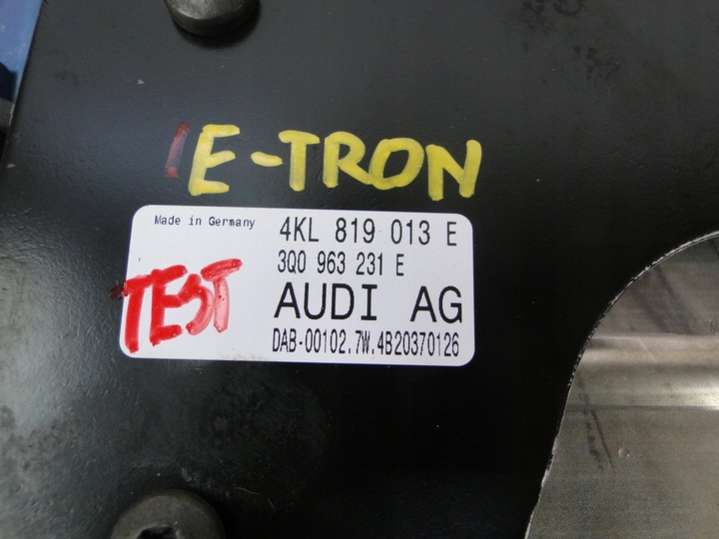 E-TRON
Made in Germany
4KL 819 013 E
3Q0 963 231 E
TEST
AUDI AG
DAB-00102.7W.4B20370126